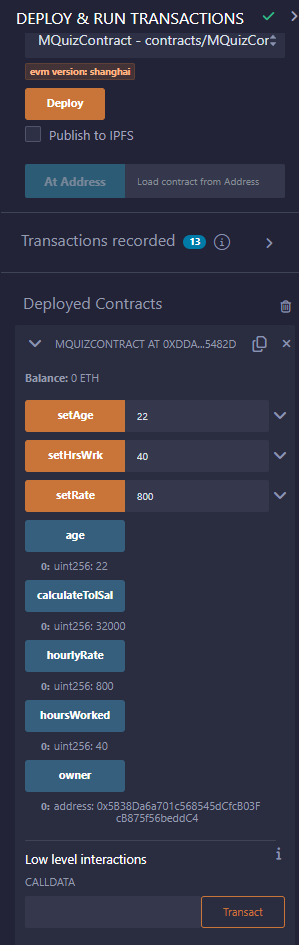 DEPLOY & RUN TRANSACTIONS
MQuizContract - contracts/MQuizCor
evm version: shanghai
Deploy
Publish to IPFS
At Address Load contract from Address
Transactions recorded 13 i
Deployed Contracts
MQUIZCONTRACT AT 0XDDA...5482D
Balance: 0 ETH
setAge 22
setHrsWrk 40
setRate 800
age
0: uint256: 22
calculateTolSal
0: uint256: 32000
hourlyRate
0: uint256: 800
hoursWorked
0: uint256: 40
owner
0: address: 0x5B38Da6a701c568545dCfcB03F
cB875f56beddC4
Low level interactions i
CALLDATA
Transact